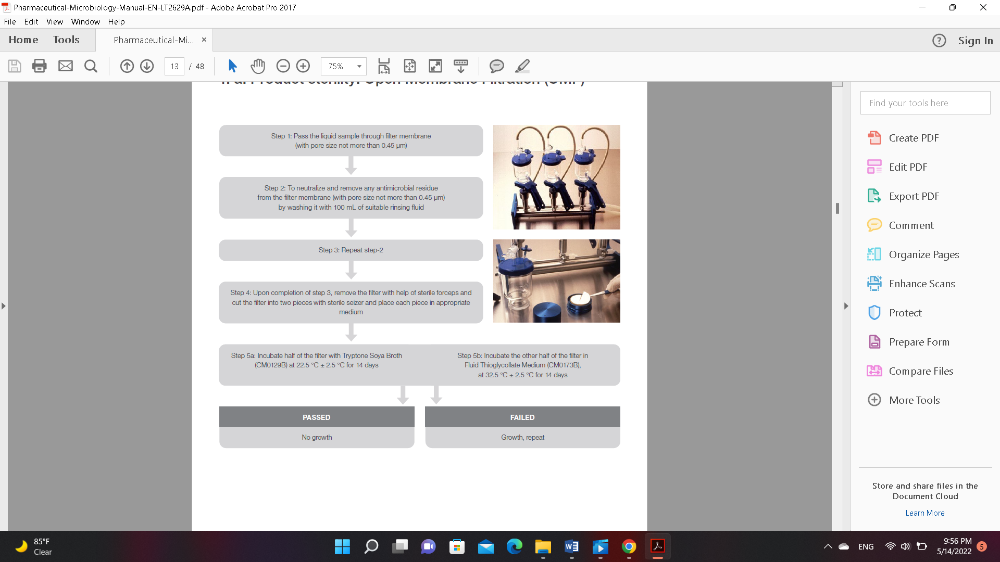 Pharmaceutical-Microbiology-Manual-EN-LT2629A.pdf - Adobe Acrobat Pro 2017
File Edit View Window Help
Home Tools Pharmaceutical-Mi... × ? Sign In
13 / 48 75%
1. a. Product sterility: Open Membrane Filtration (OMF)
Step 1: Pass the liquid sample through filter membrane
(with pore size not more than 0.45 µm)
Step 2: To neutralize and remove any antimicrobial residue
from the filter membrane (with pore size not more than 0.45 µm)
by washing it with 100 mL of suitable rinsing fluid
Step 3: Repeat step-2
Step 4: Upon completion of step 3, remove the filter with help of sterile forceps and
cut the filter into two pieces with sterile seizer and place each piece in appropriate
medium
Step 5a: Incubate half of the filter with Tryptone Soya Broth
(CM0129B) at 22.5 °C ± 2.5 °C for 14 days
Step 5b: Incubate the other half of the filter in
Fluid Thioglycollate Medium (CM0173B),
at 32.5 °C ± 2.5 °C for 14 days
PASSED
No growth
FAILED
Growth, repeat
Find your tools here
Create PDF
Edit PDF
Export PDF
Comment
Organize Pages
Enhance Scans
Protect
Prepare Form
Compare Files
More Tools
Store and share files in the
Document Cloud
Learn More
85°F
Clear
ENG
9:56 PM
5/14/2022
5